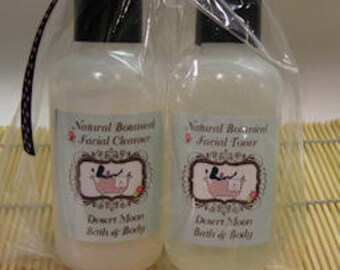 Natural Botanical
Facial Cleanser
Desert Moon
Bath & Body
Natural Botanical
Facial Toner
Desert Moon
Bath & Body